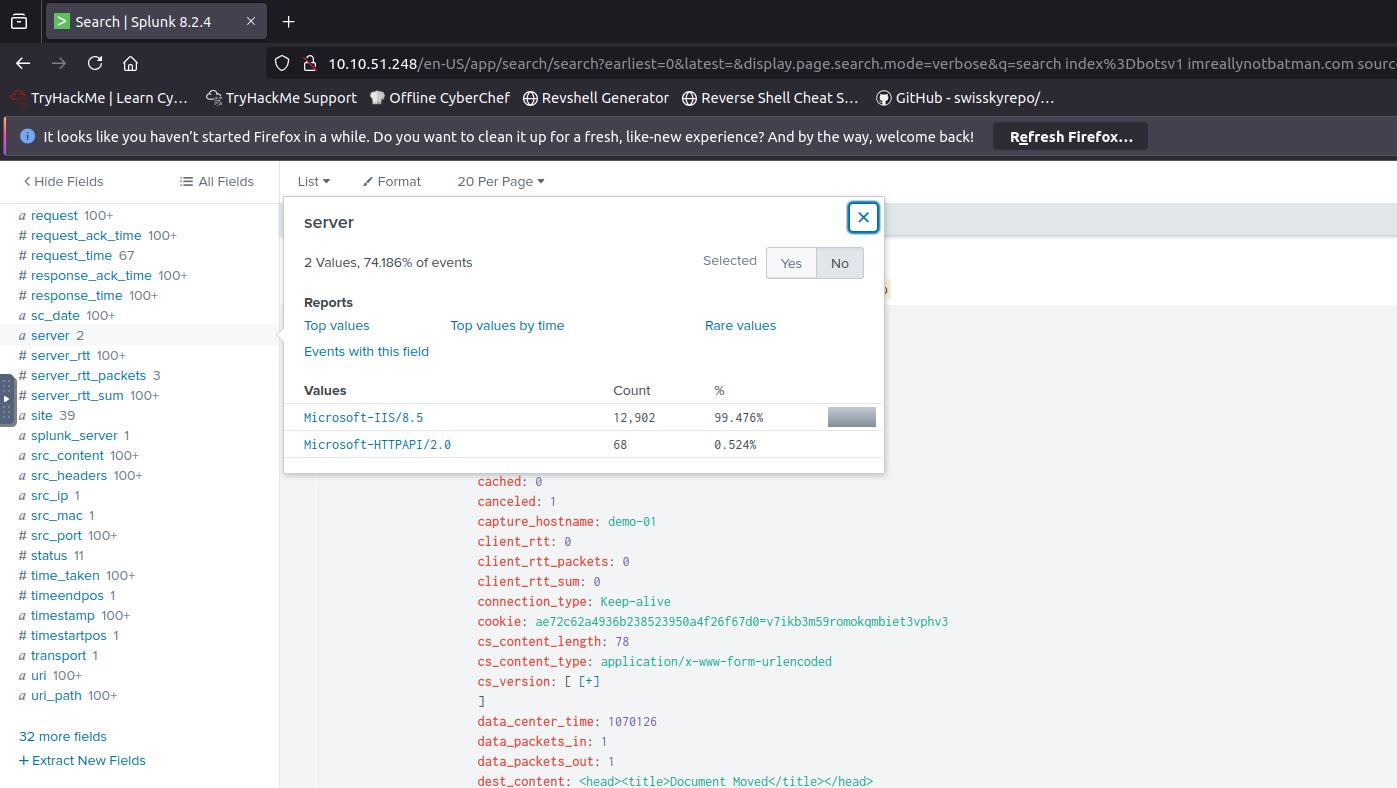 Search | Splunk 8.2.4
10.10.51.248/en-US/app/search/search?earliest=0&latest=&display.page.search.mode=verbose&q=search index%3Dbotsv1 imreallynotbatman.com sourc
TryHackMe | Learn Cy… TryHackMe Support Offline CyberChef Revshell Generator Reverse Shell Cheat S… GitHub - swisskyrepo/…
It looks like you haven’t started Firefox in a while. Do you want to clean it up for a fresh, like-new experience? And by the way, welcome back! Refresh Firefox…
Hide Fields All Fields List Format 20 Per Page
a request 100+
# request_ack_time 100+
# request_time 67
# response_ack_time 100+
# response_time 100+
a sc_date 100+
a server 2
# server_rtt 100+
# server_rtt_packets 3
# server_rtt_sum 100+
a site 39
a splunk_server 1
a src_content 100+
a src_headers 100+
a src_ip 1
a src_mac 1
# src_port 100+
# status 11
# time_taken 100+
# timeendpos 1
a timestamp 100+
# timestartpos 1
a transport 1
a uri 100+
a uri_path 100+
32 more fields
+ Extract New Fields
server
2 Values, 74.186% of events Selected Yes No
Reports
Top values Top values by time Rare values
Events with this field
Values Count %
Microsoft-IIS/8.5 12,902 99.476%
Microsoft-HTTPAPI/2.0 68 0.524%
cached: 0
canceled: 1
capture_hostname: demo-01
client_rtt: 0
client_rtt_packets: 0
client_rtt_sum: 0
connection_type: Keep-alive
cookie: ae72c62a4936b238523950a4f26f67d0=v7ikb3m59romokqmbiet3vphv3
cs_content_length: 78
cs_content_type: application/x-www-form-urlencoded
cs_version: [ [+]
]
data_center_time: 1070126
data_packets_in: 1
data_packets_out: 1
dest_content: <head><title>Document Moved</title></head>